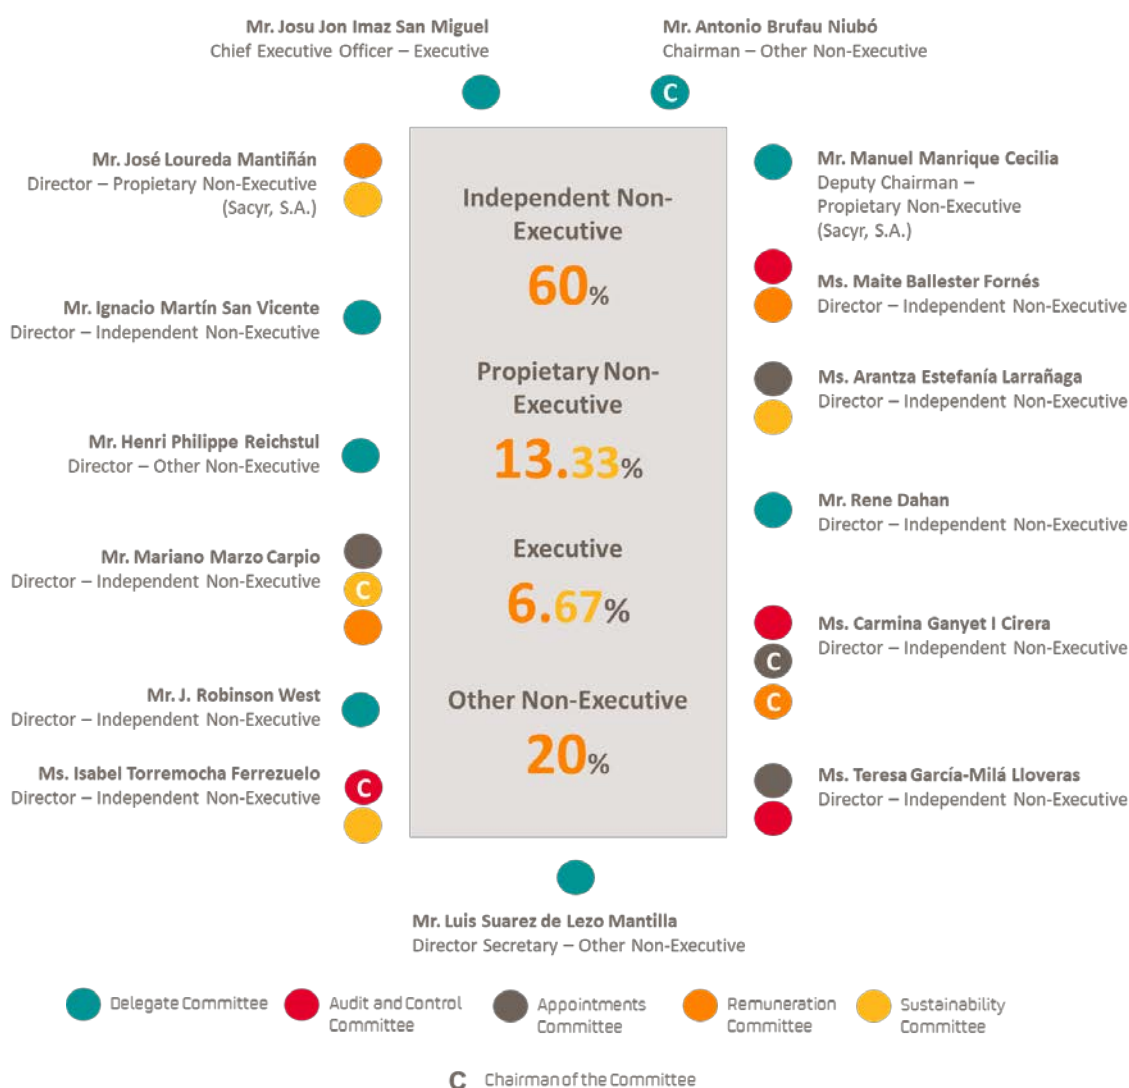 Mr. Josu Jon Imaz San Miguel
Chief Executive Officer – Executive
Mr. Antonio Brufau Niubó
Chairman – Other Non-Executive
C
Mr. José Loureda Mantiñán
Director – Propietary Non-Executive
(Sacyr, S.A.)
Mr. Ignacio Martín San Vicente
Director – Independent Non-Executive
Mr. Henri Philippe Reichstul
Director – Other Non-Executive
Mr. Mariano Marzo Carpio
Director – Independent Non-Executive
C
Mr. J. Robinson West
Director – Independent Non-Executive
Ms. Isabel Torremocha Ferrezuelo
Director – Independent Non-Executive
C
Independent Non-
Executive
60%
Propietary Non-
Executive
13.33%
Executive
6.67%
Other Non-Executive
20%
Mr. Manuel Manrique Cecilia
Deputy Chairman –
Propietary Non-Executive
(Sacyr, S.A.)
Ms. Maite Ballester Fornés
Director – Independent Non-Executive
Ms. Arantza Estefanía Larrañaga
Director – Independent Non-Executive
Mr. Rene Dahan
Director – Independent Non-Executive
Ms. Carmina Ganyet I Cirera
Director – Independent Non-Executive
C
C
Ms. Teresa García-Milá Lloveras
Director – Independent Non-Executive
Mr. Luis Suarez de Lezo Mantilla
Director Secretary – Other Non-Executive
Delegate Committee
Audit and Control
Committee
Appointments
Committee
Remuneration
Committee
Sustainability
Committee
C Chairman of the Committee